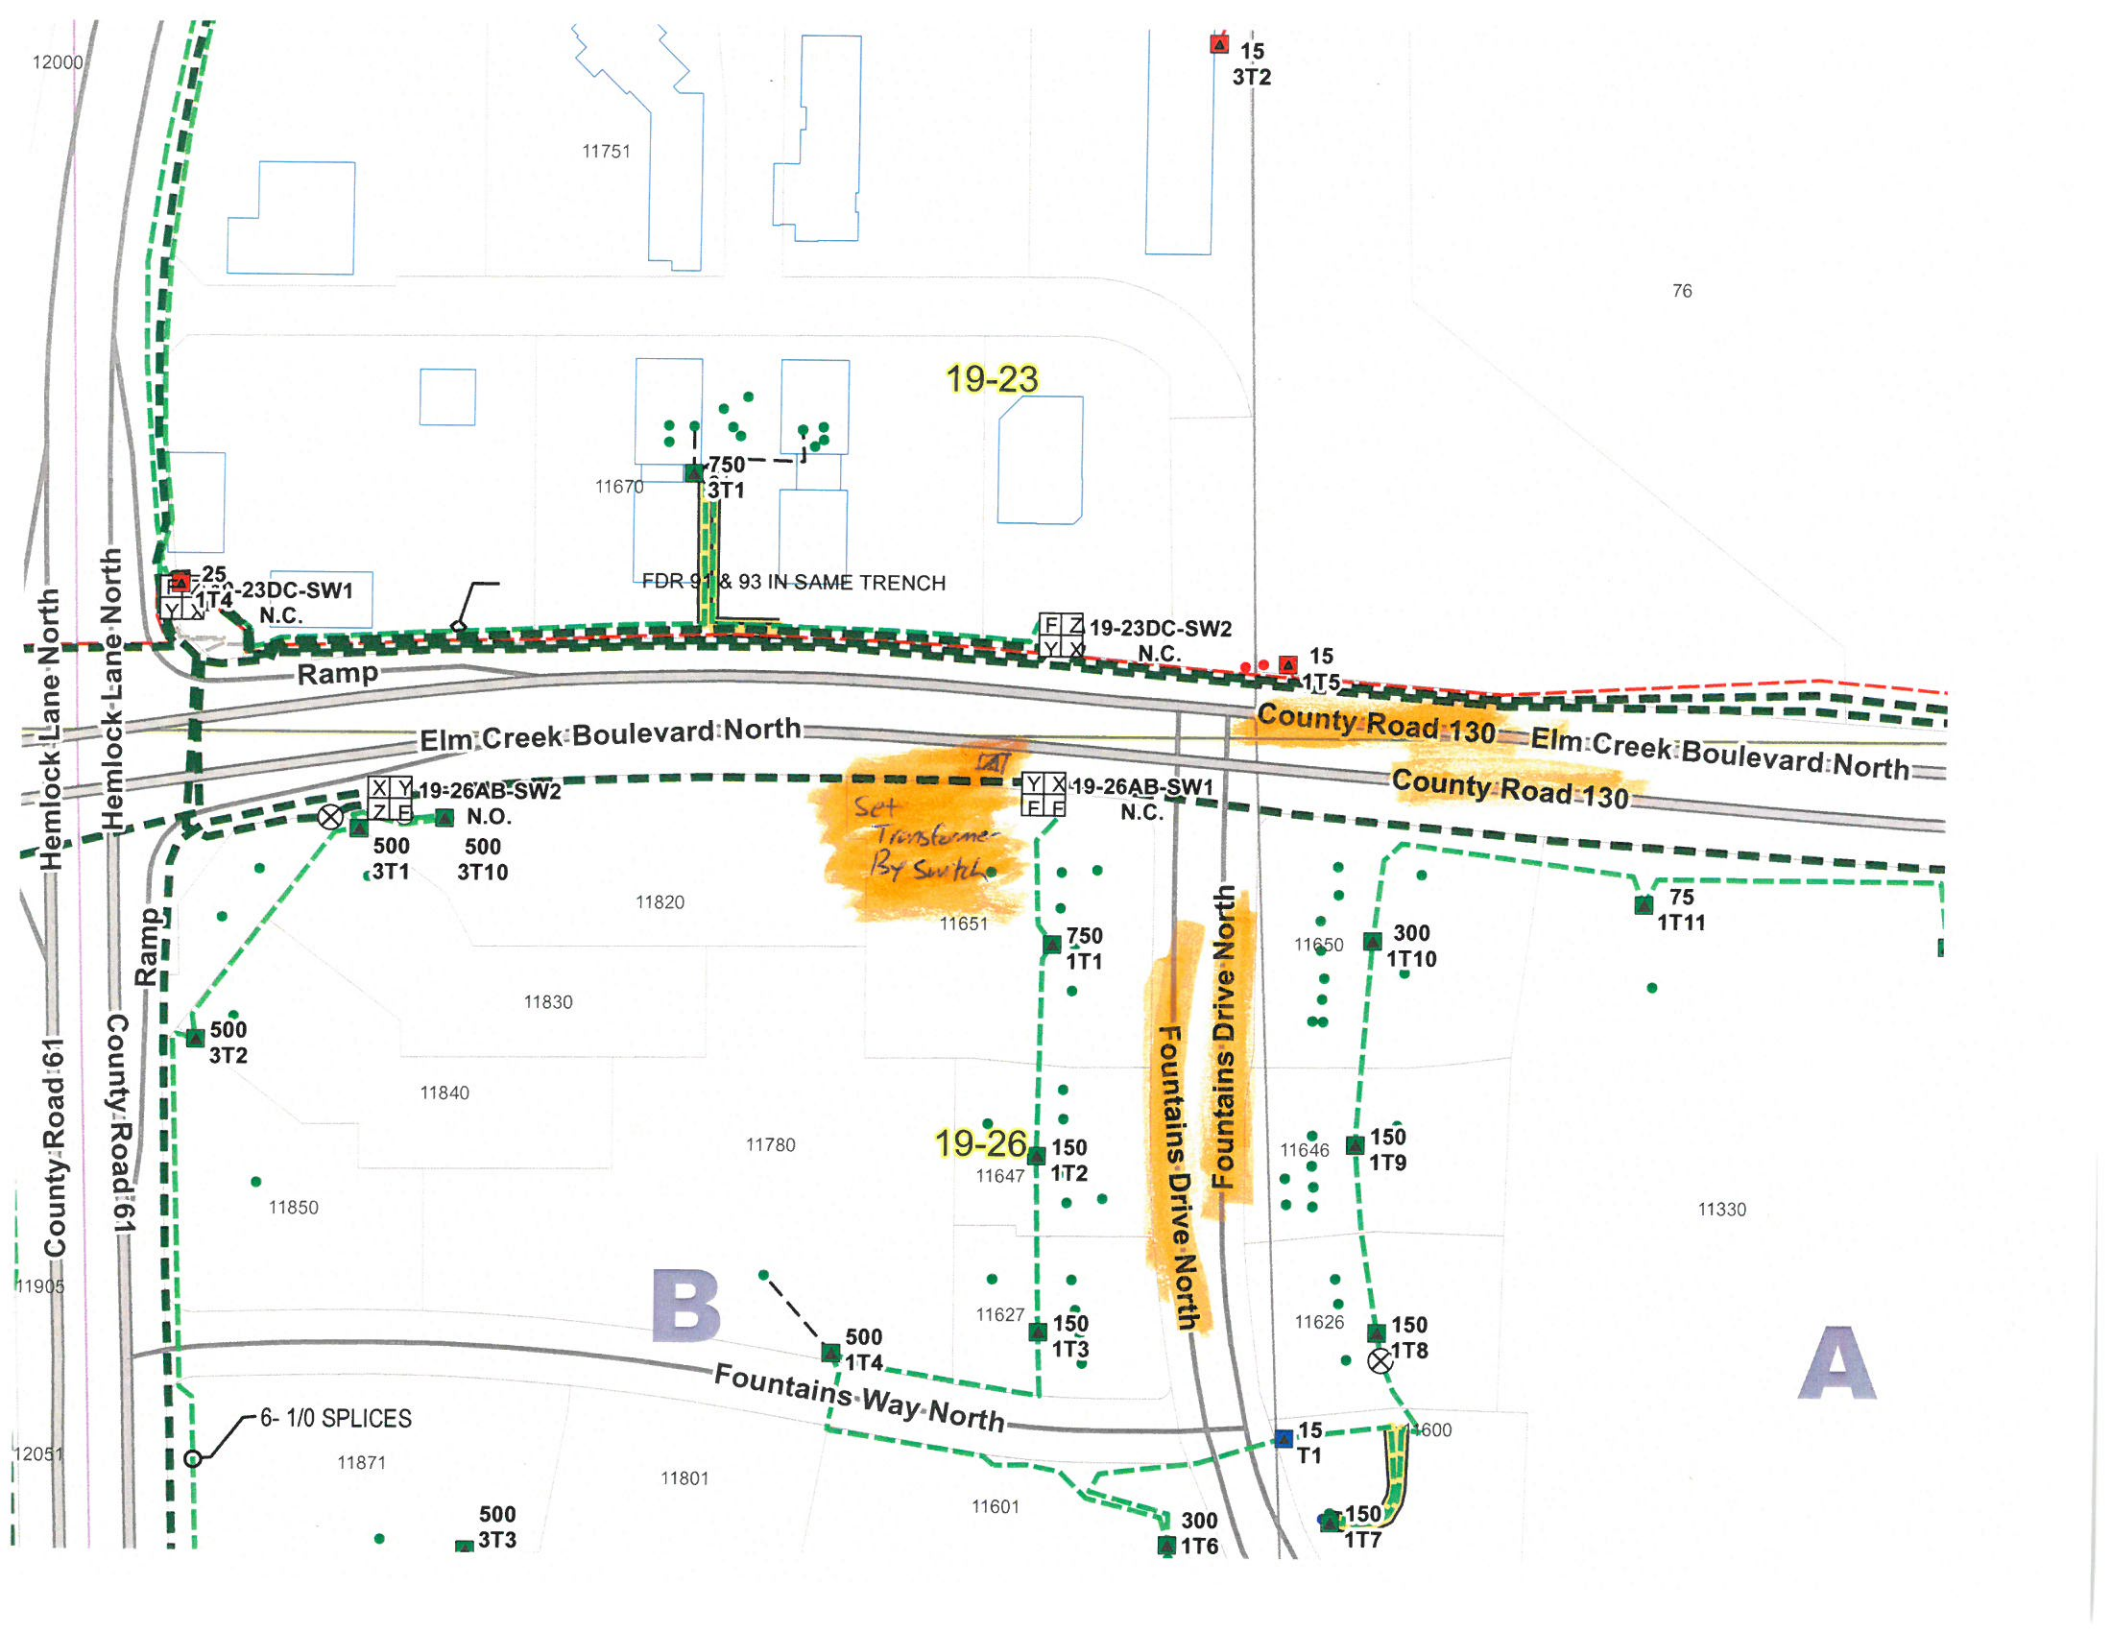 12000
15
3T2
11751
76
19-23
750
3T1
11670
25
1T4
-23DC-SW1
N.C.
FDR 91 & 93 IN SAME TRENCH
F Z
Y X
19-23DC-SW2
N.C.
15
1T5
Y X
Ramp
Hemlock Lane North
Hemlock Lane North
Elm Creek Boulevard North
County Road 130
Elm Creek Boulevard North
County Road 130
X Y
Z F
19-26AB-SW2
N.O.
Set
Transformer
By Switch
Y X
F F
19-26AB-SW1
N.C.
500
3T1
500
3T10
11820
11651
750
1T1
11650
300
1T10
75
1T11
Ramp
Fountains Drive North
Fountains Drive North
11830
500
3T2
11840
County Road 61
County Road 61
11780
19-26
11647
150
1T2
11646
150
1T9
11850
11330
11905
B
11627
150
1T3
11626
150
1T8
A
500
1T4
Fountains Way North
6- 1/0 SPLICES
12051
11871
11801
11601
15
T1
11600
500
3T3
300
1T6
150
1T7